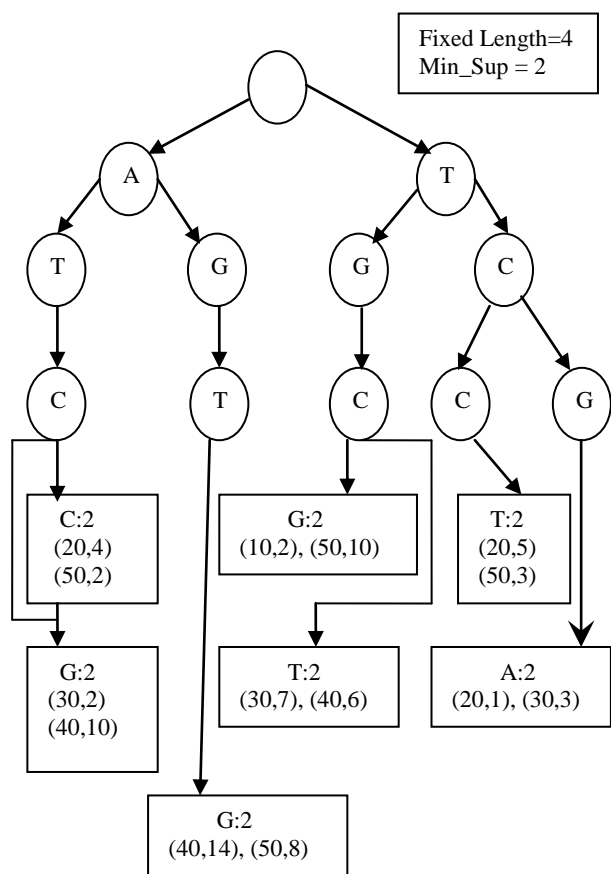 Fixed Length=4
Min_Sup = 2
A
T
T
G
G
C
C
T
C
C
G
C:2
(20,4)
(50,2)
G:2
(10,2), (50,10)
T:2
(20,5)
(50,3)
G:2
(30,2)
(40,10)
T:2
(30,7), (40,6)
A:2
(20,1), (30,3)
G:2
(40,14), (50,8)